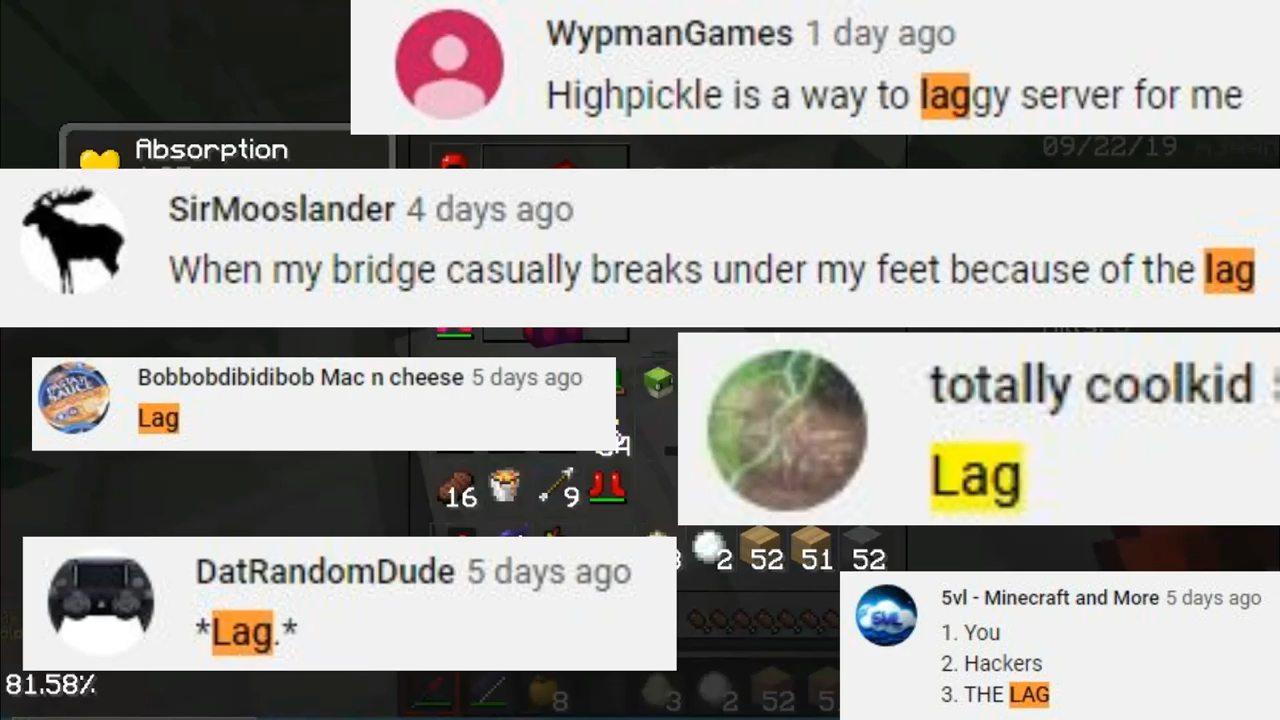 WypmanGames 1 day ago
Highpickle is a way to laggy server for me
Absorption
09/22/19
SirMooslander 4 days ago
When my bridge casually breaks under my feet because of the lag
Bobbobdibidibob Mac n cheese 5 days ago
Lag
totally coolkid
Lag
16 9
2 52 51 52
DatRandomDude 5 days ago
*Lag.*
5vl - Minecraft and More 5 days ago
1. You
2. Hackers
3. THE LAG
81.58%
8 3 2 52 5